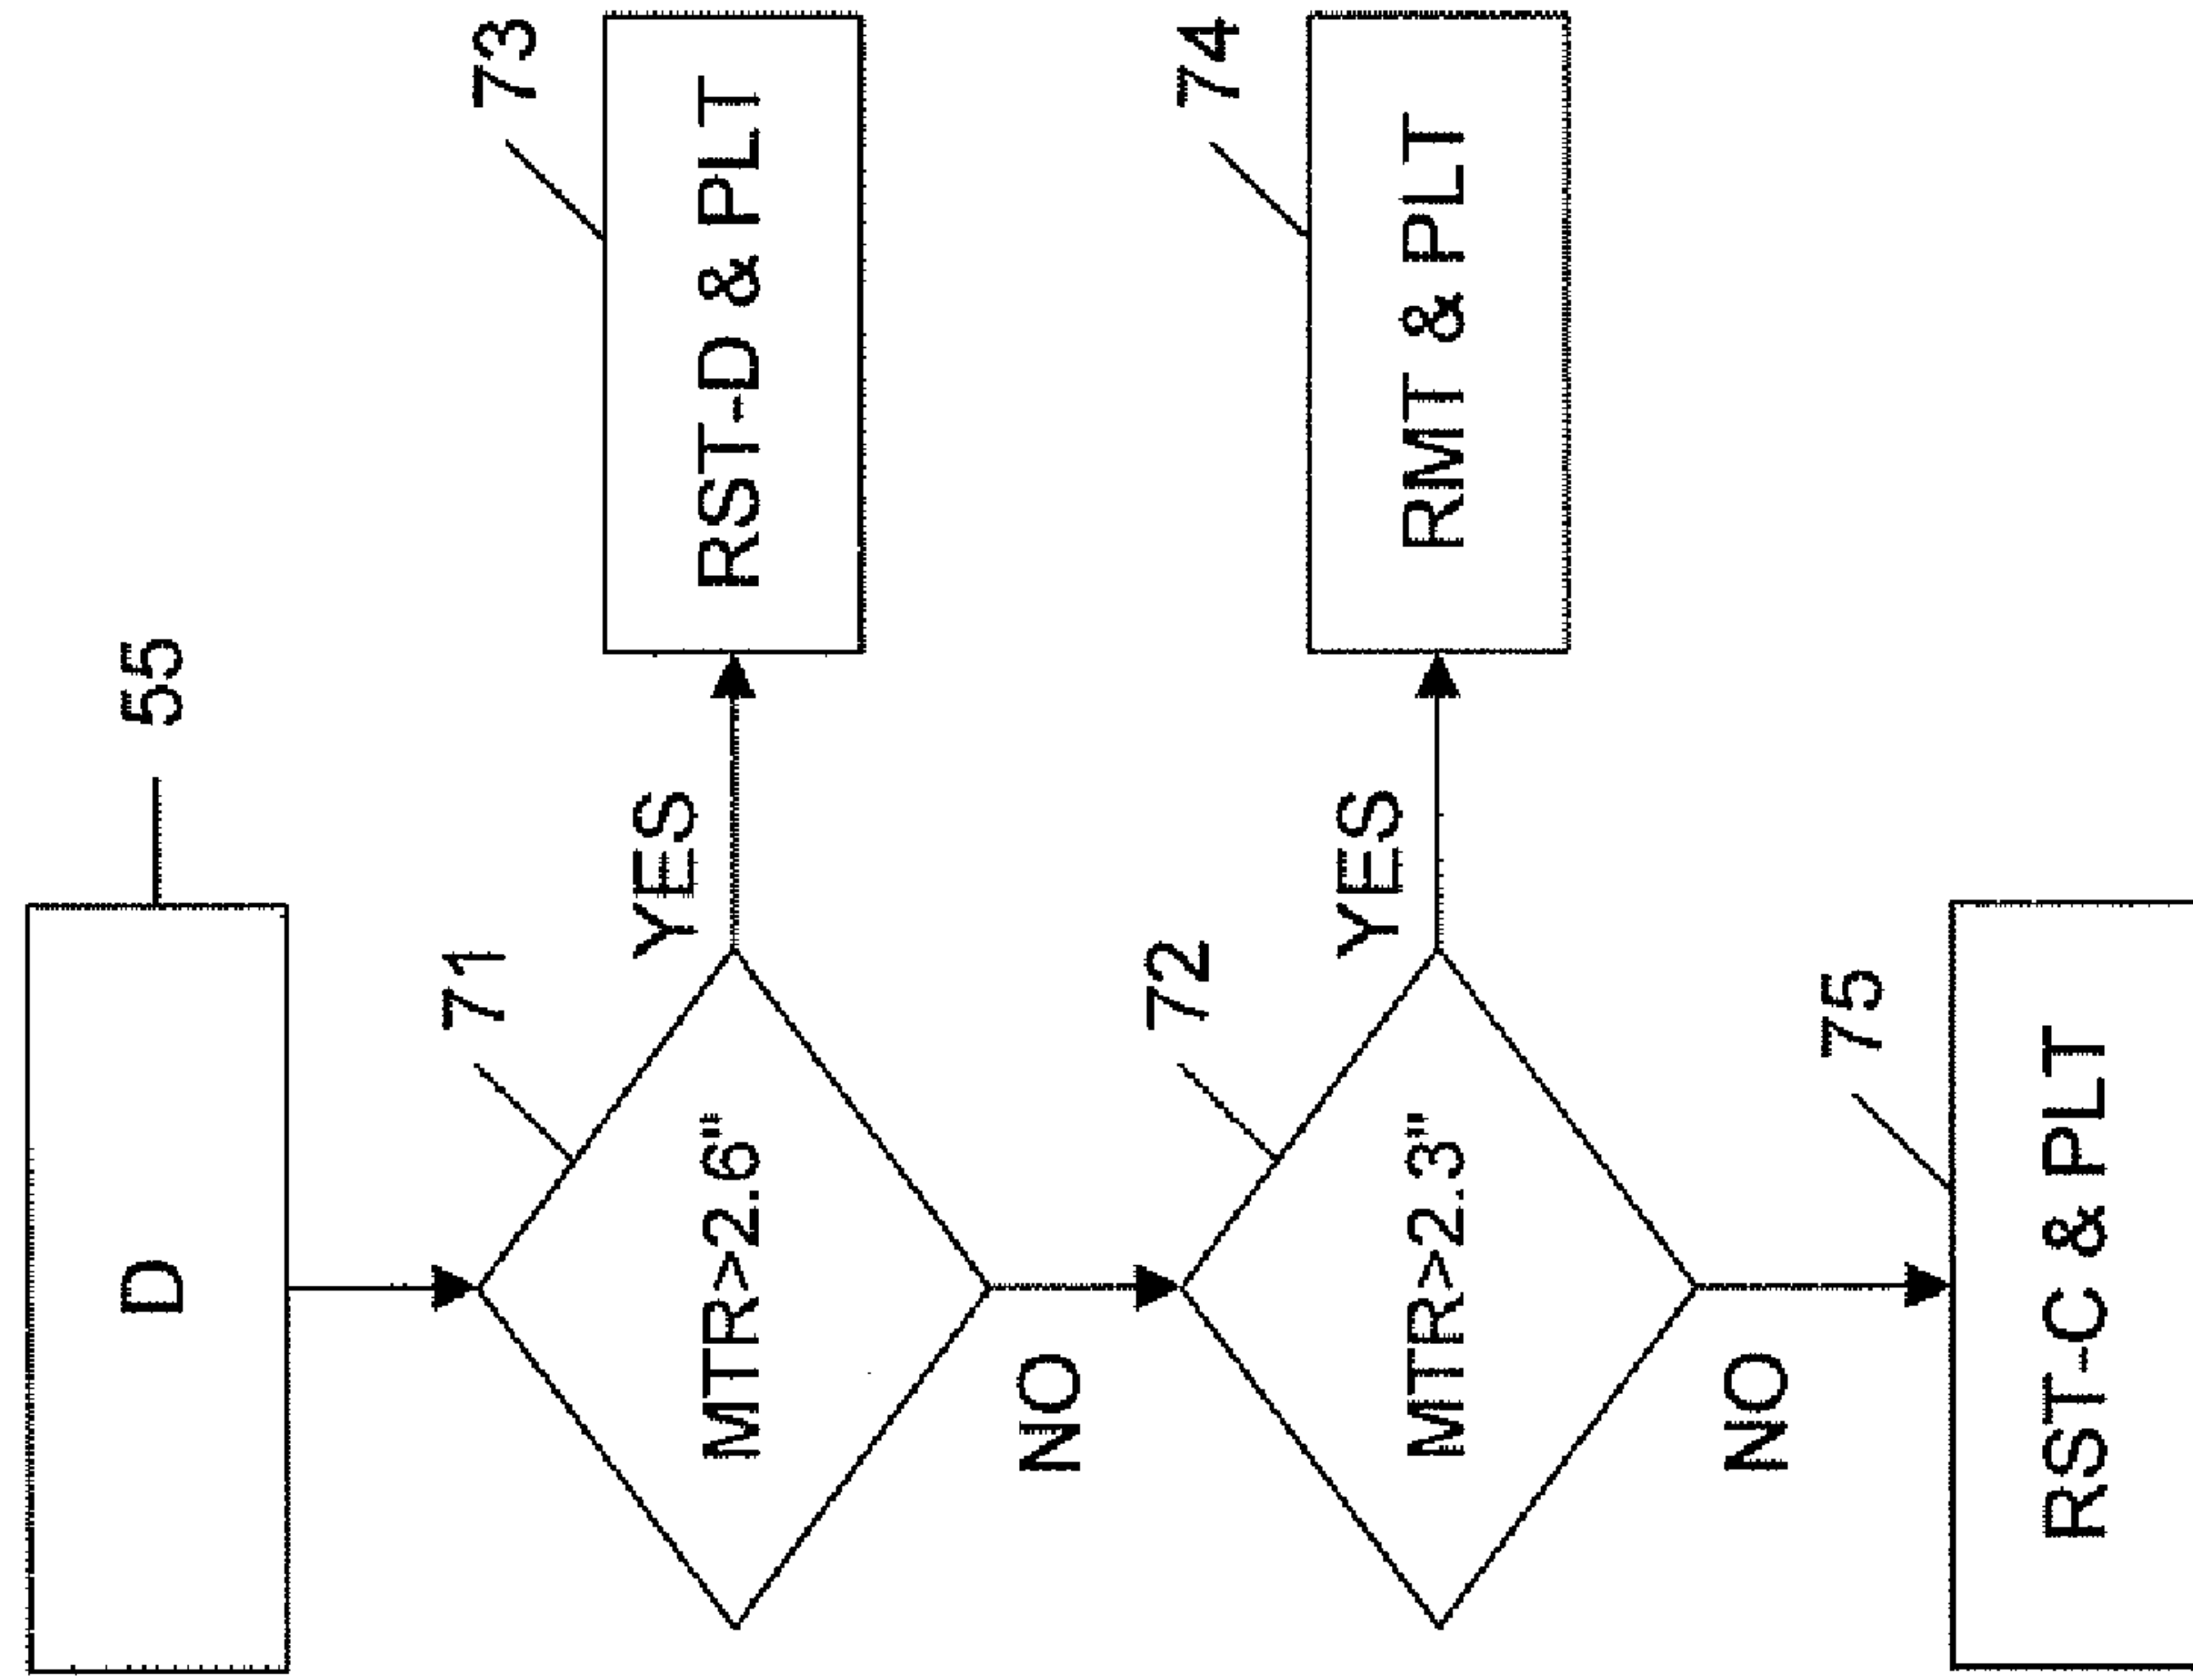 D
55
71
MTR>2.6"
YES
73
RST-D & PLT
NO
72
MTR>2.3"
YES
74
RMT & PLT
NO
75
RST-C & PLT